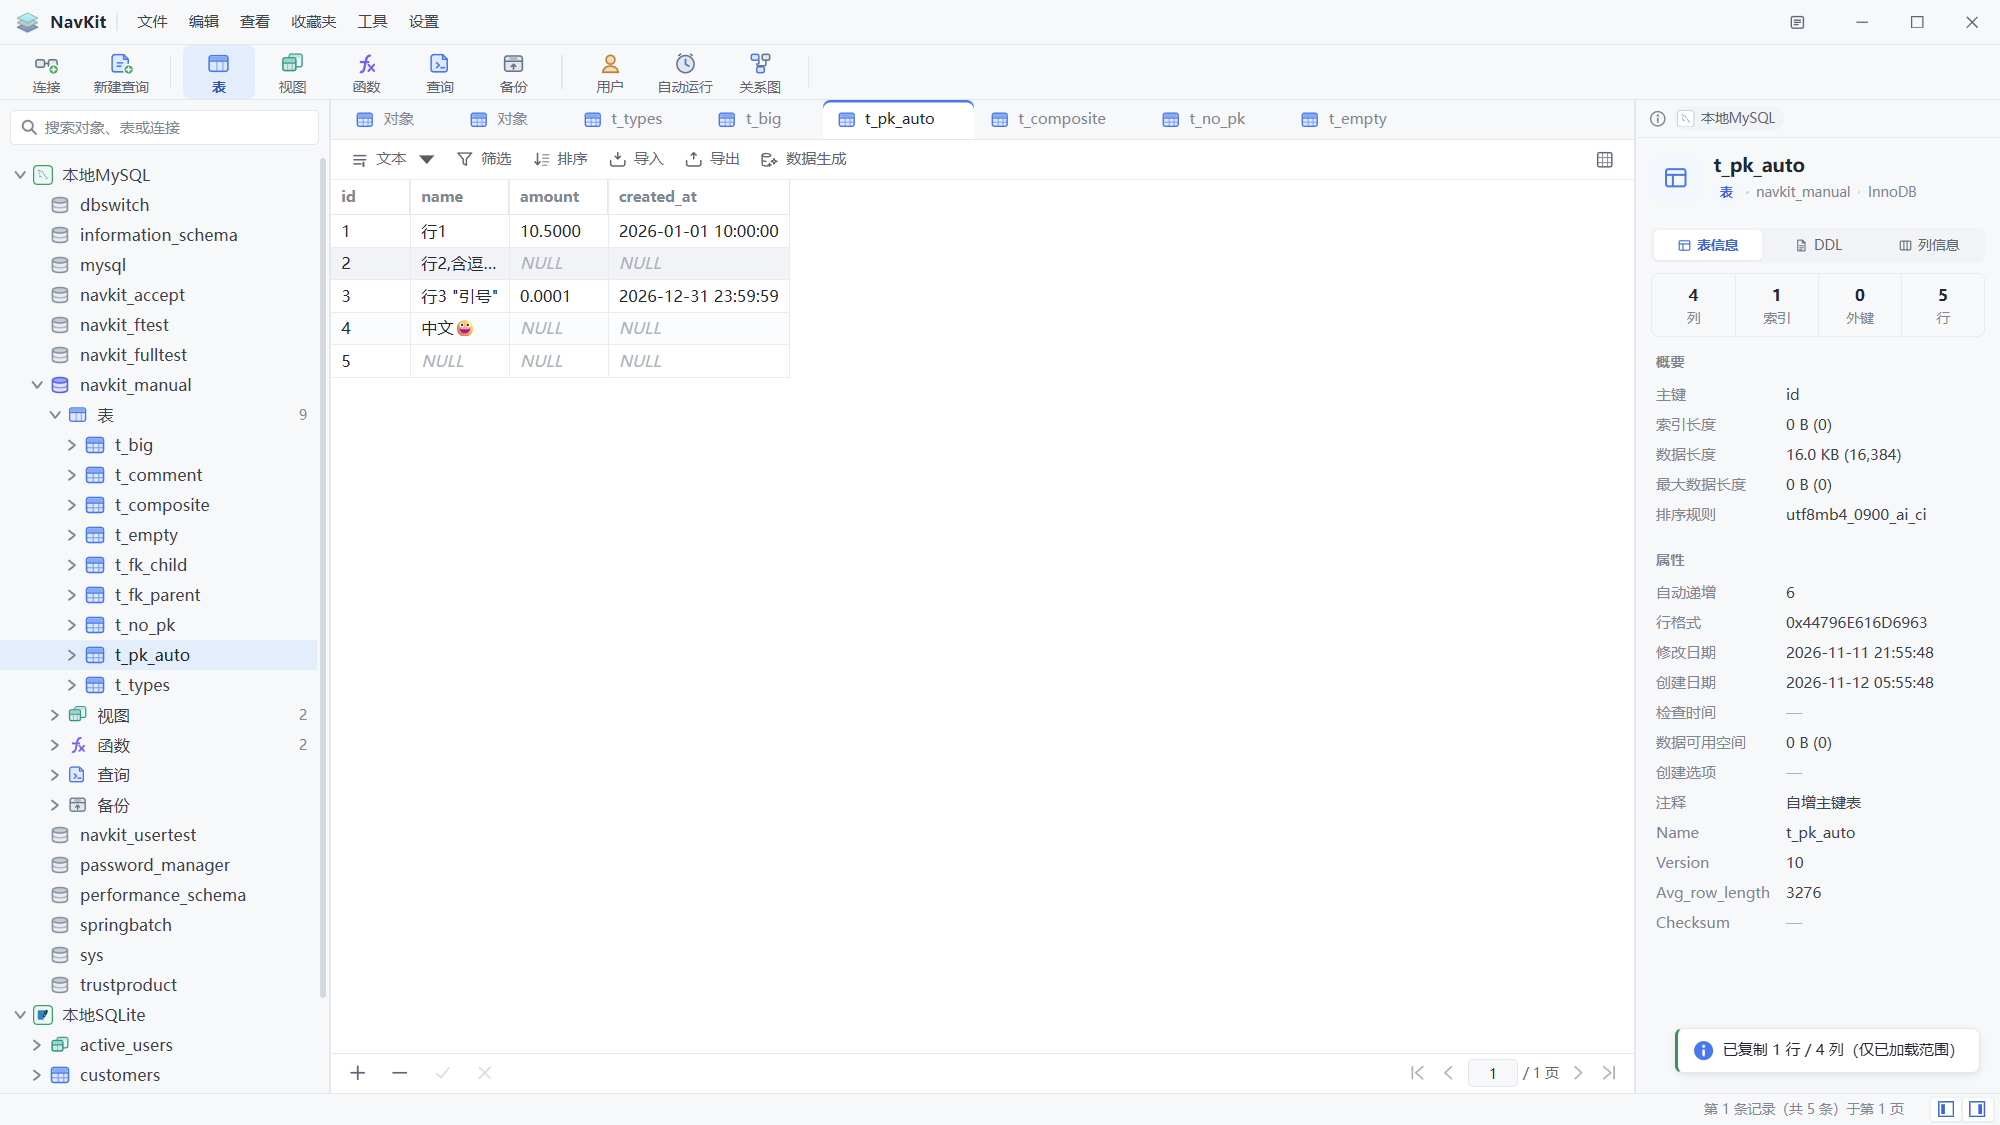 NavKit 文件 编辑 查看 收藏夹 工具 设置
连接 新建查询 表 视图 函数 查询 备份 用户 自动运行 关系图
搜索对象、表或连接
本地MySQL
dbswitch
information_schema
mysql
navkit_accept
navkit_ftest
navkit_fulltest
navkit_manual
表 9
t_big
t_comment
t_composite
t_empty
t_fk_child
t_fk_parent
t_no_pk
t_pk_auto
t_types
视图 2
函数 2
查询
备份
navkit_usertest
password_manager
performance_schema
springbatch
sys
trustproduct
本地SQLite
active_users
customers
对象 对象 t_types t_big t_pk_auto t_composite t_no_pk t_empty
文本 筛选 排序 导入 导出 数据生成
id name amount created_at
1 行1 10.5000 2026-01-01 10:00:00
2 行2,含逗... NULL NULL
3 行3 "引号" 0.0001 2026-12-31 23:59:59
4 中文😀 NULL NULL
5 NULL NULL NULL
1 / 1 页
本地MySQL
t_pk_auto
表 · navkit_manual · InnoDB
表信息 DDL 列信息
4 1 0 5
列 索引 外键 行
概要
主键 id
索引长度 0 B (0)
数据长度 16.0 KB (16,384)
最大数据长度 0 B (0)
排序规则 utf8mb4_0900_ai_ci
属性
自动递增 6
行格式 0x44796E616D6963
修改日期 2026-11-11 21:55:48
创建日期 2026-11-12 05:55:48
检查时间 —
数据可用空间 0 B (0)
创建选项 —
注释 自增主键表
Name t_pk_auto
Version 10
Avg_row_length 3276
Checksum —
已复制 1 行 / 4 列（仅已加载范围）
第 1 条记录（共 5 条）于第 1 页